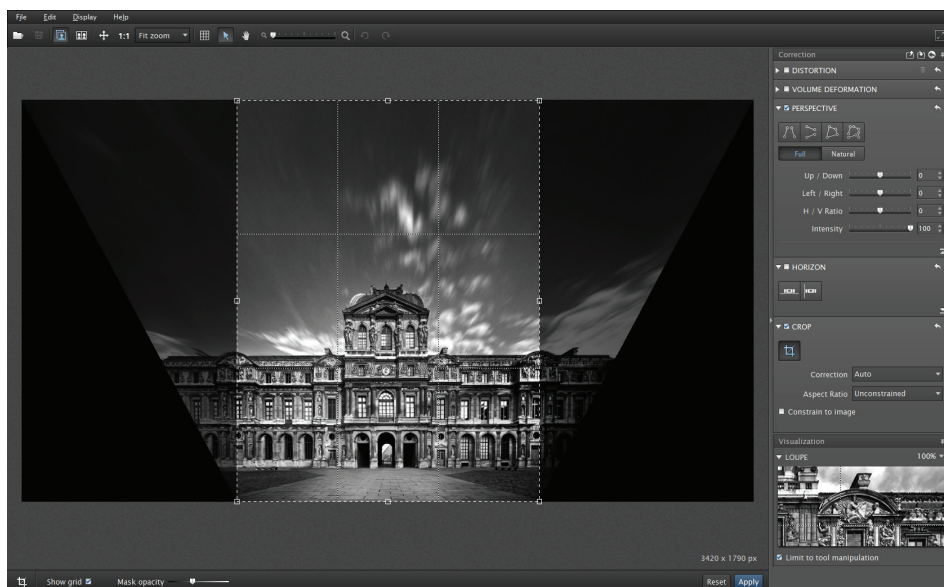 File Edit Display Help
1:1 Fit zoom
Correction
DISTORTION
VOLUME DEFORMATION
PERSPECTIVE
Full Natural
Up / Down 0
Left / Right 0
H / V Ratio 0
Intensity 100
HORIZON
CROP
Correction Auto
Aspect Ratio Unconstrained
Constrain to image
Visualization
LOUPE 100%
3420 x 1790 px
Limit to tool manipulation
Show grid Mask opacity Reset Apply